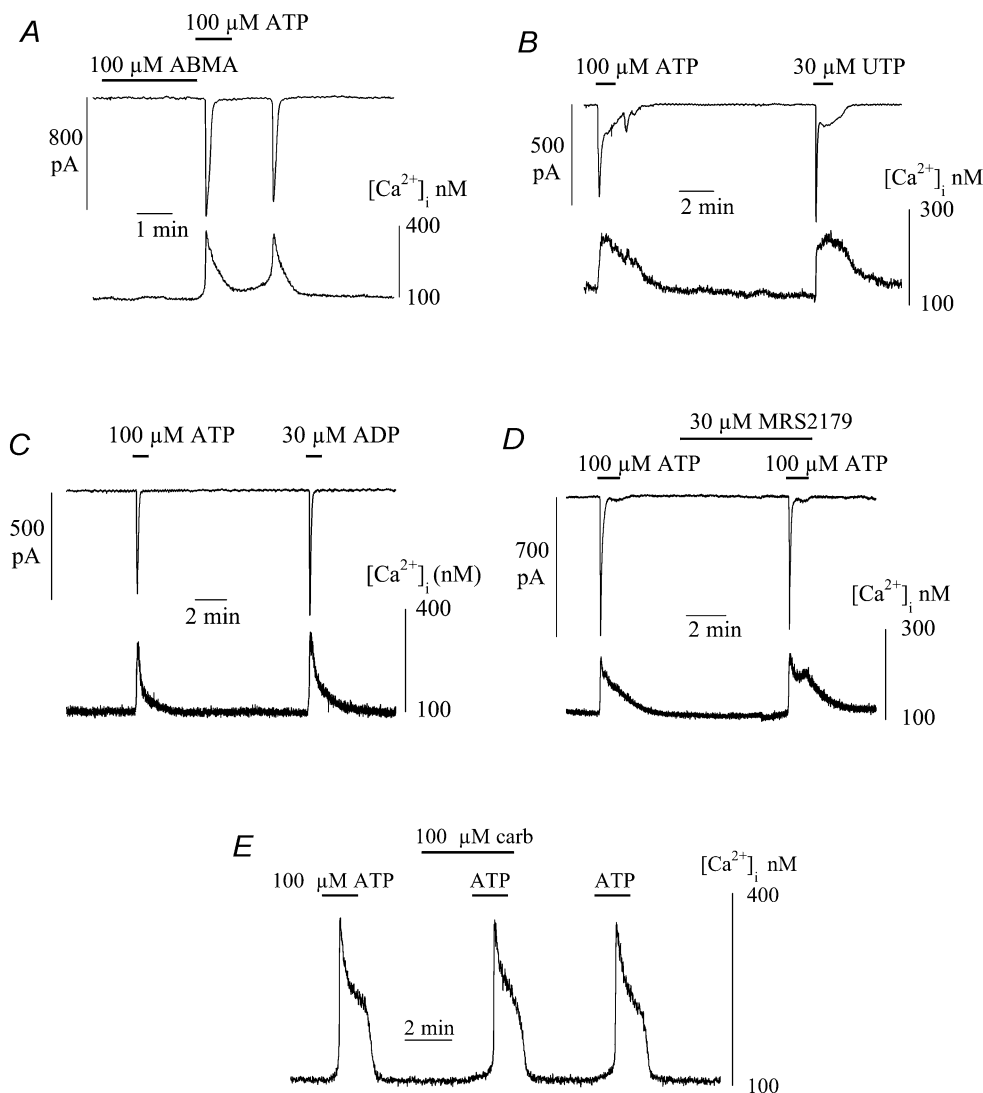 A
100 µM ATP
100 µM ABMA
800
pA
[Ca2+]i nM
400
1 min
100
B
100 µM ATP
30 µM UTP
500
pA
[Ca2+]i nM
2 min
300
100
C
100 µM ATP
30 µM ADP
500
pA
[Ca2+]i (nM)
2 min
400
100
D
30 µM MRS2179
100 µM ATP
100 µM ATP
700
pA
[Ca2+]i nM
2 min
300
100
E
100 µM carb
100 µM ATP
ATP
ATP
[Ca2+]i nM
400
2 min
100